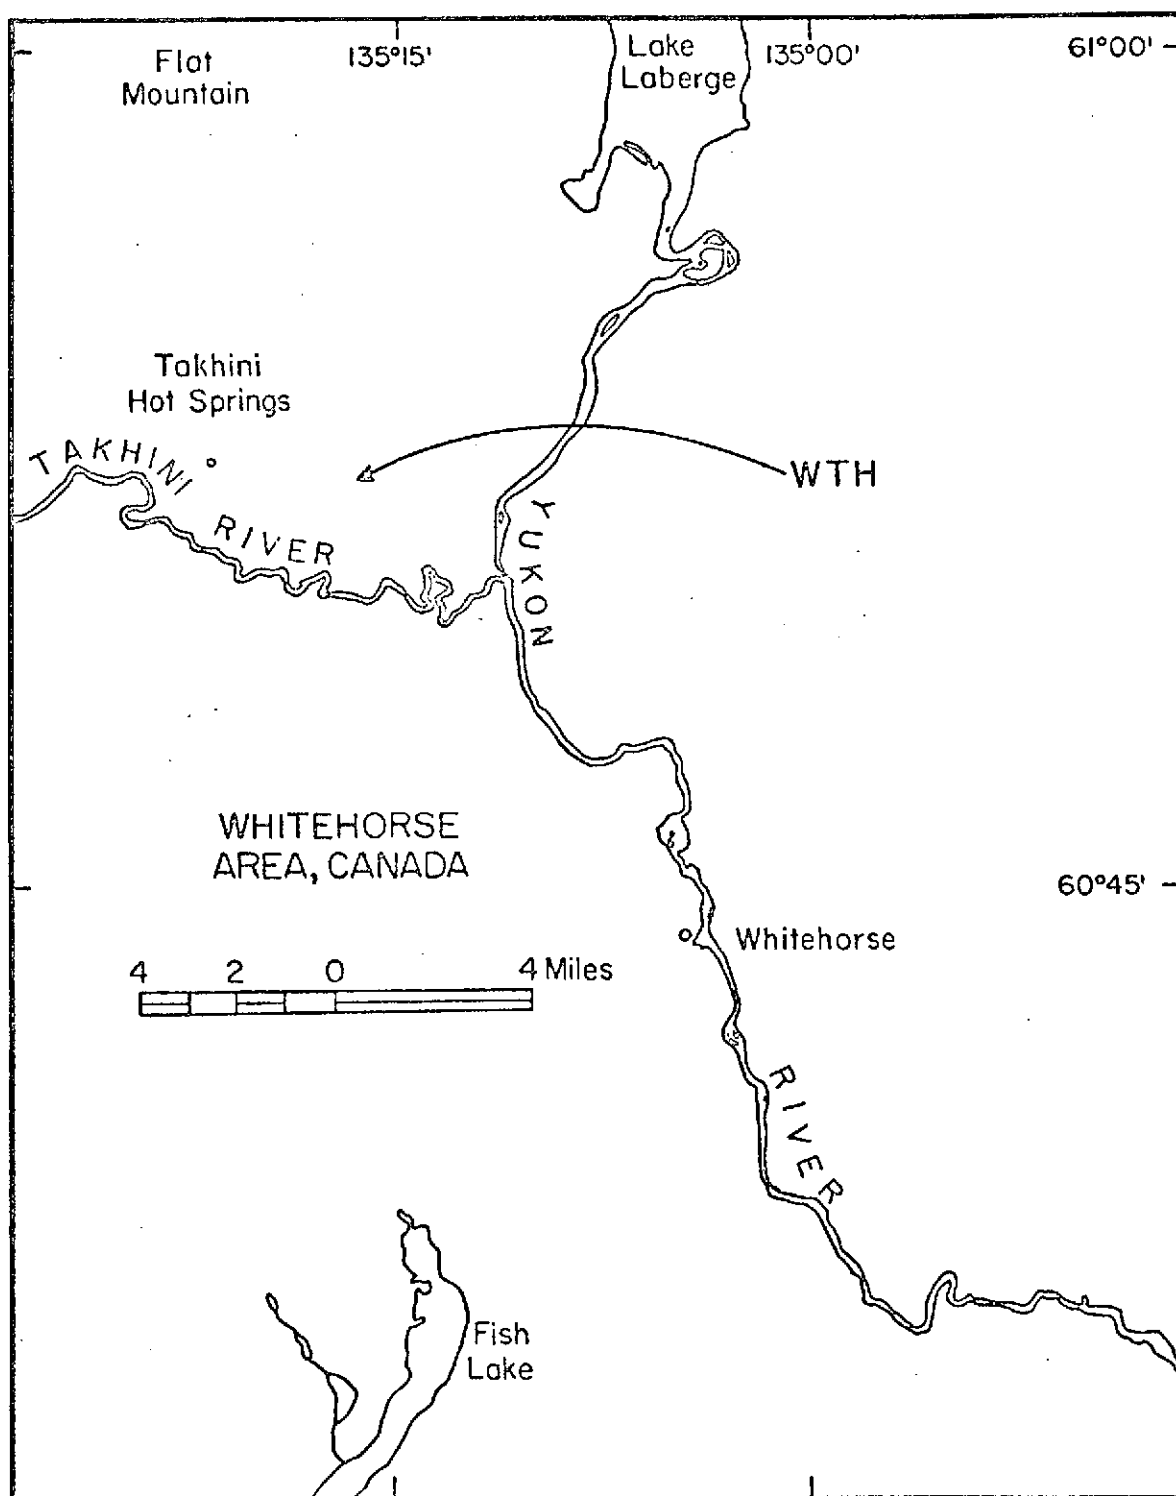 Flat
Mountain
135°15'
Lake
Laberge
135°00'
61°00'
Takhini
Hot Springs
TAKHINI
RIVER
WTH
YUKON
WHITEHORSE
AREA, CANADA
60°45'
Whitehorse
4 2 0 4 Miles
RIVER
Fish
Lake